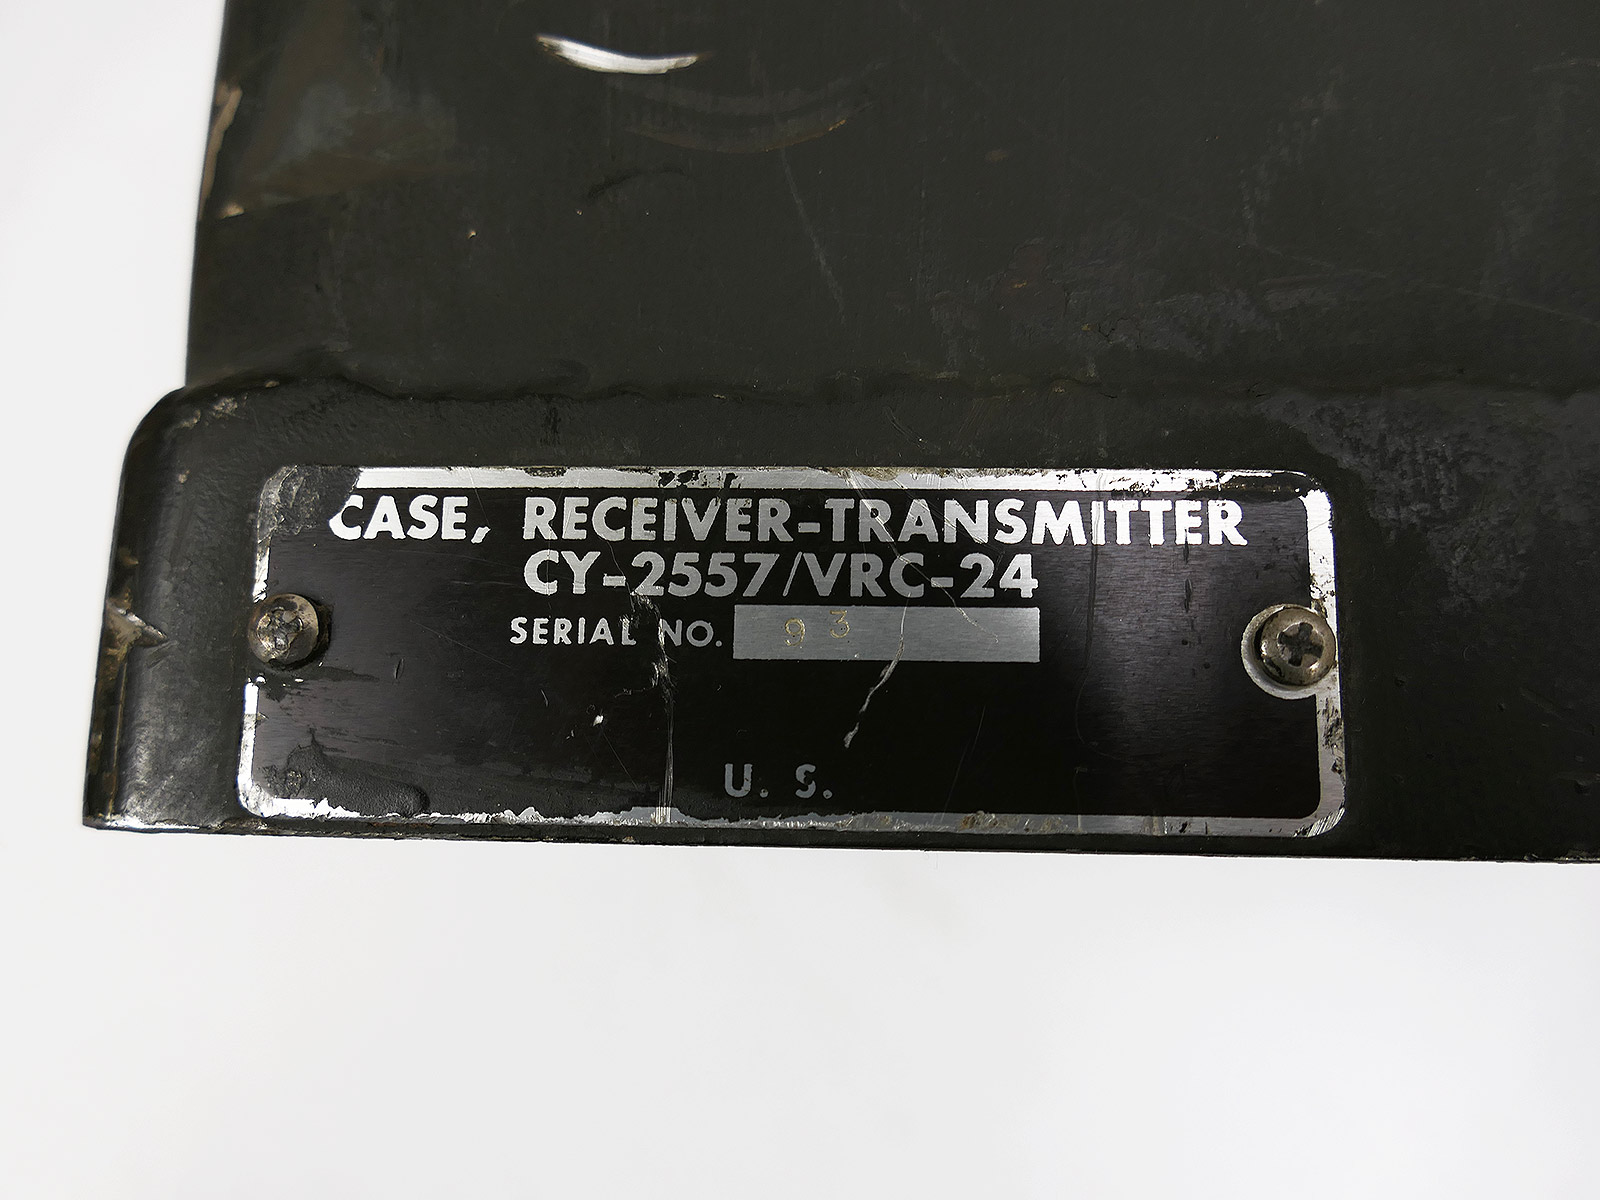 CASE, RECEIVER-TRANSMITTER
CY-2557/VRC-24
SERIAL NO. 93
U. S.